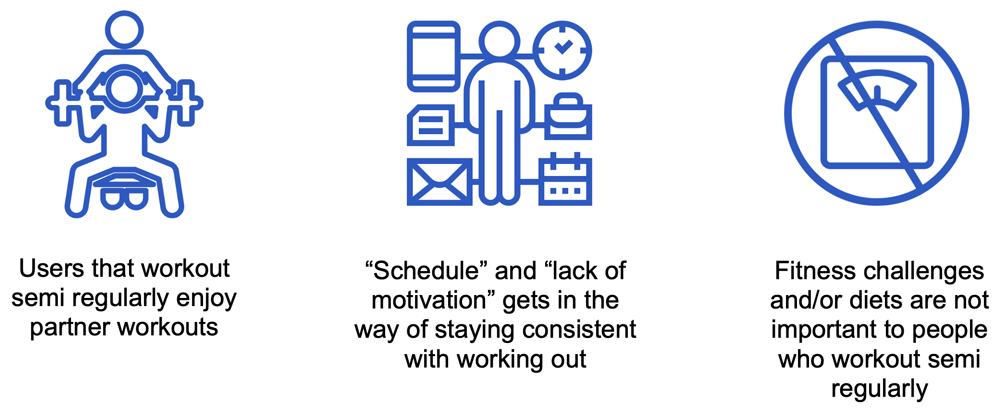 Users that workout
semi regularly enjoy
partner workouts
“Schedule” and “lack of
motivation” gets in the
way of staying consistent
with working out
Fitness challenges
and/or diets are not
important to people
who workout semi
regularly